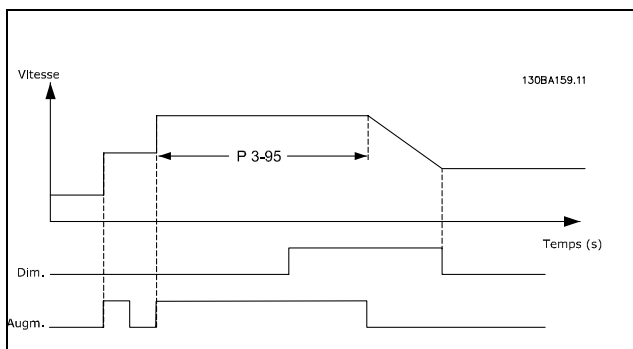 VItesse
130BA159.11
P 3-95
Temps (s)
Dim.
Augm.